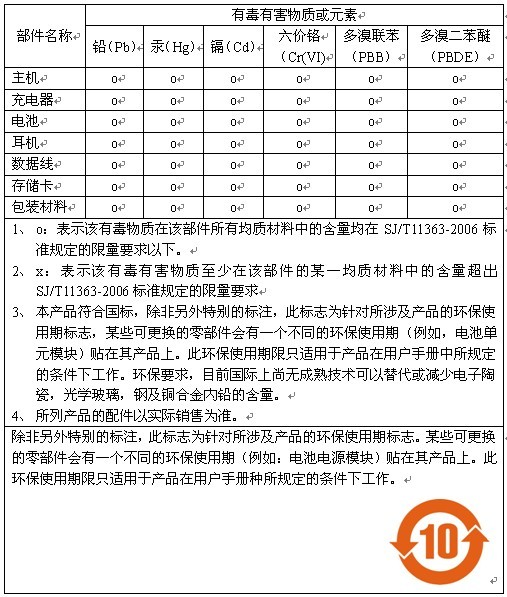 部件名称 有毒有害物质或元素
铅(Pb) 汞(Hg) 镉(Cd) 六价铬(Cr(VI) 多溴联苯(PBB) 多溴二苯醚(PBDE)
主机 o o o o o o
充电器 o o o o o o
电池 o o o o o o
耳机 o o o o o o
数据线 o o o o o o
存储卡 o o o o o o
包装材料 o o o o o o
1、 o：表示该有毒物质在该部件所有均质材料中的含量均在 SJ/T11363-2006 标
准规定的限量要求以下。
2、 x：表示该有毒有害物质至少在该部件的某一均质材料中的含量超出
SJ/T11363-2006 标准规定的限量要求
3、 本产品符合国标，除非另外特别的标注，此标志为针对所涉及产品的环保使
用期标志，某些可更换的零部件会有一个不同的环保使用期（例如，电池单
元模块）贴在其产品上。此环保使用期限只适用于产品在用户手册中所规定
的条件下工作。环保要求，目前国际上尚无成熟技术可以替代或减少电子陶
瓷，光学玻璃，钢及铜合金内铅的含量。
4、 所列产品的配件以实际销售为准。
除非另外特别的标注，此标志为针对所涉及产品的环保使用期标志。某些可更换
的零部件会有一个不同的环保使用期（例如：电池电源模块）贴在其产品上。此
环保使用期限只适用于产品在用户手册种所规定的条件下工作。
10